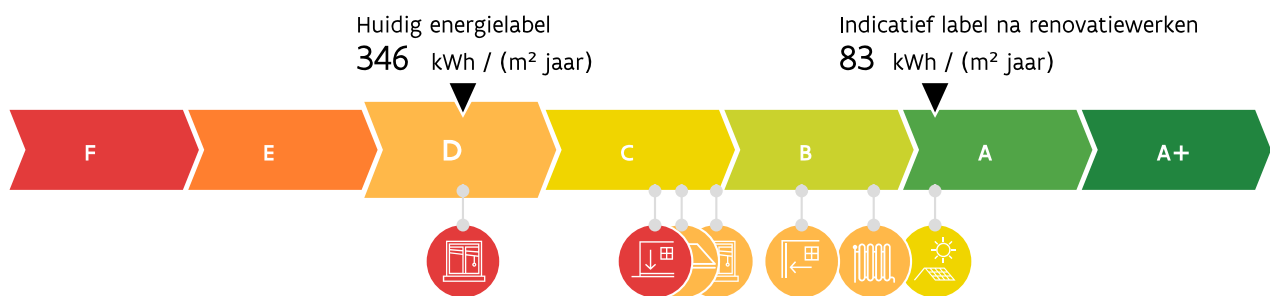 Huidig energielabel
346 kWh / (m² jaar)
Indicatief label na renovatiewerken
83 kWh / (m² jaar)
F E D C B A A+